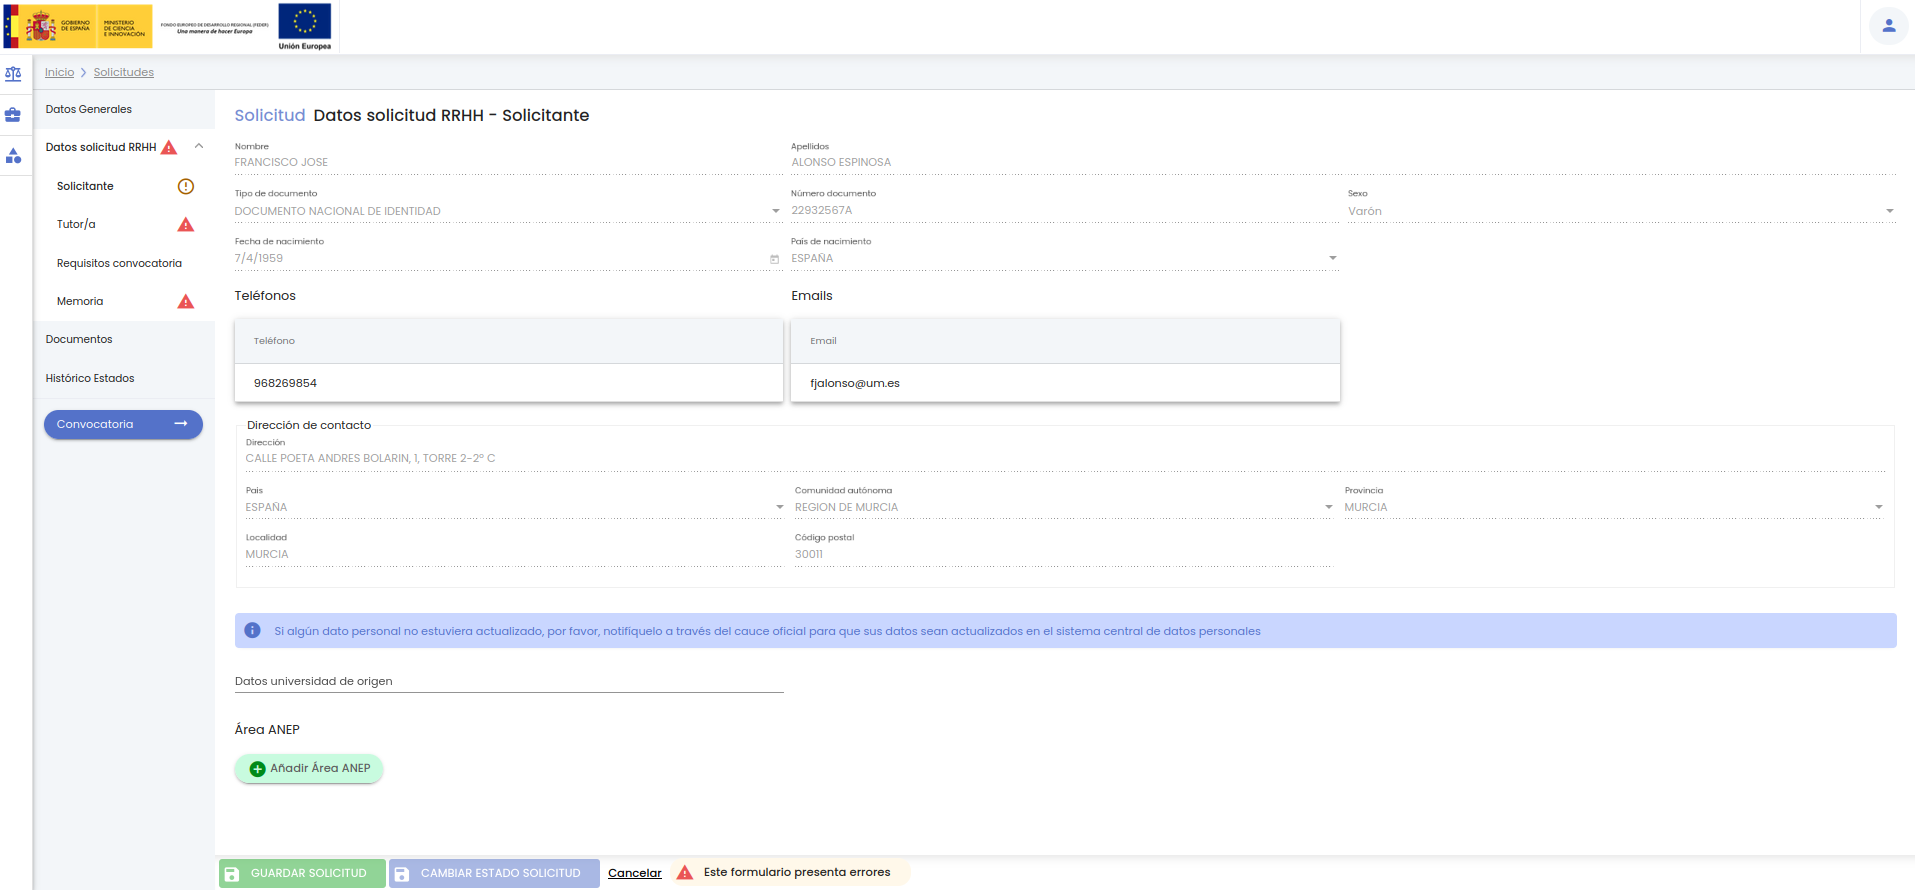 GOBIERNO
DE ESPAÑA
MINISTERIO
DE CIENCIA
E INNOVACIÓN
FONDO EUROPEO DE DESARROLLO REGIONAL (FEDER)
Una manera de hacer Europa
Unión Europea
Inicio
Solicitudes
Datos Generales
Datos solicitud RRHH
Solicitante
Tutor/a
Requisitos convocatoria
Memoria
Documentos
Histórico Estados
Convocatoria
Solicitud Datos solicitud RRHH - Solicitante
Nombre
FRANCISCO JOSE
Apellidos
ALONSO ESPINOSA
Tipo de documento
DOCUMENTO NACIONAL DE IDENTIDAD
Número documento
22932567A
Sexo
Varón
Fecha de nacimiento
7/4/1959
País de nacimiento
ESPAÑA
Teléfonos
Teléfono
968269854
Emails
Email
fjalonso@um.es
Dirección de contacto
Dirección
CALLE POETA ANDRES BOLARIN, 1, TORRE 2-2º C
País
ESPAÑA
Comunidad autónoma
REGION DE MURCIA
Provincia
MURCIA
Localidad
MURCIA
Código postal
30011
Si algún dato personal no estuviera actualizado, por favor, notifíquelo a través del cauce oficial para que sus datos sean actualizados en el sistema central de datos personales
Datos universidad de origen
Área ANEP
Añadir Área ANEP
GUARDAR SOLICITUD
CAMBIAR ESTADO SOLICITUD
Cancelar
Este formulario presenta errores